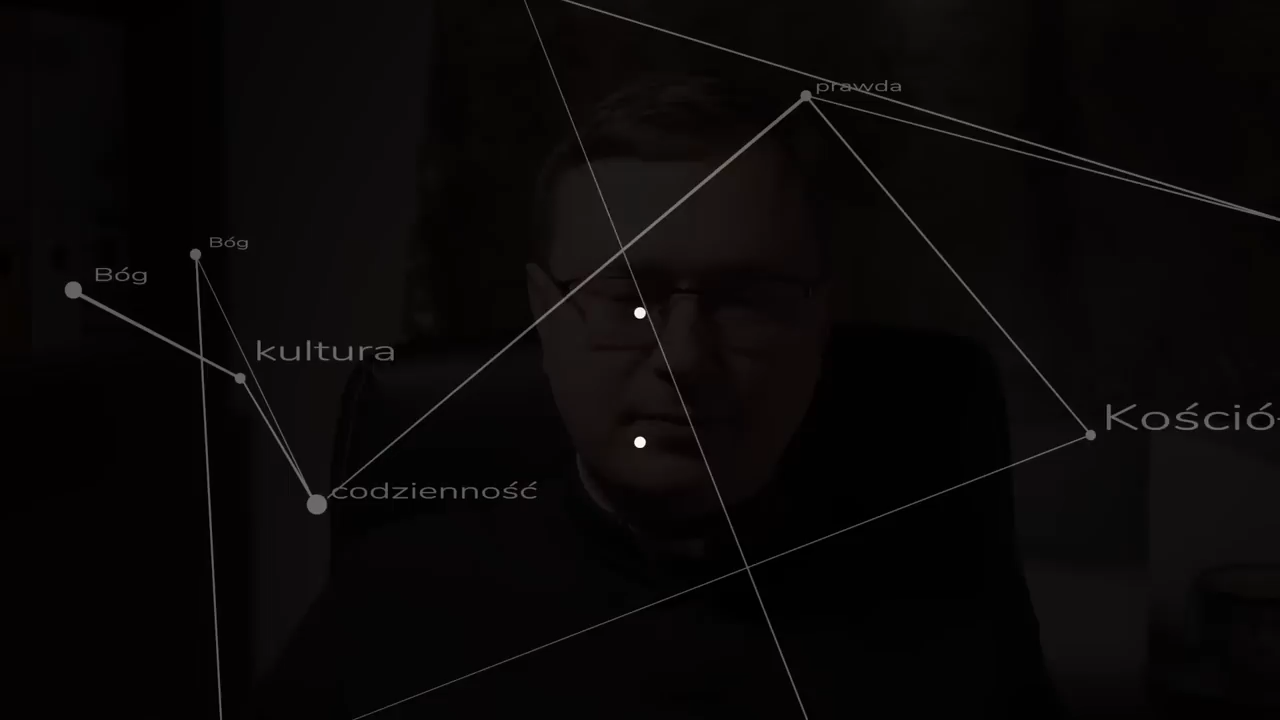 prawda
Bóg
Bóg
kultura
Kośció
codzienność